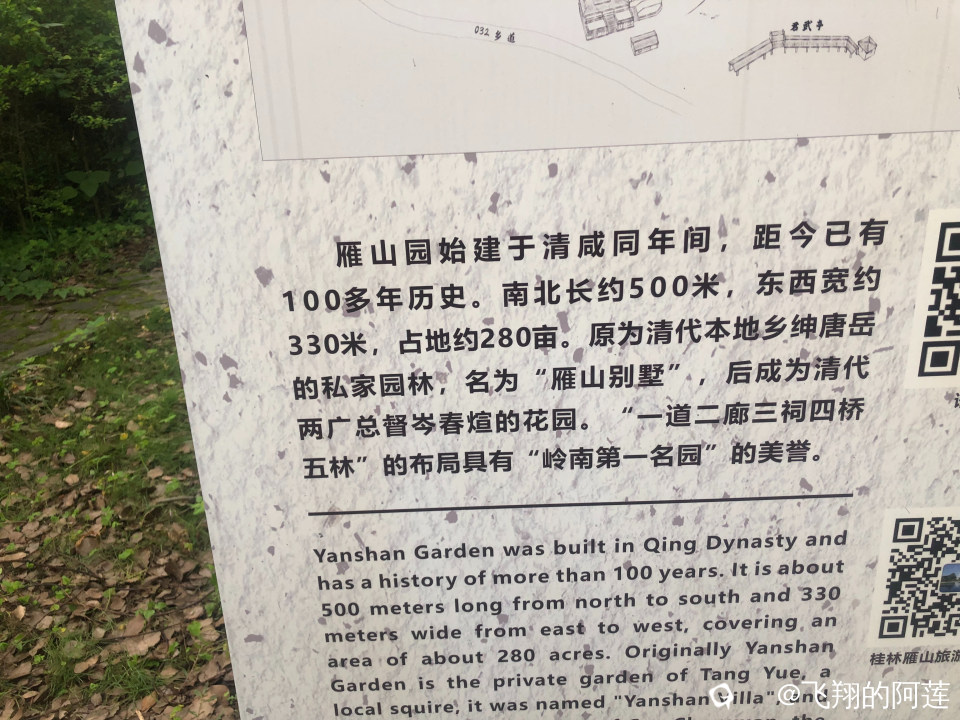 032乡道
君武亭
雁山园始建于清咸同年间，距今已有
100多年历史。南北长约500米，东西宽约
330米，占地约280亩。原为清代本地乡绅唐岳
的私家园林，名为“雁山别墅”，后成为清代
两广总督岑春煊的花园。“一道二廊三祠四桥
五林”的布局具有“岭南第一名园”的美誉。
Yanshan Garden was built in Qing Dynasty and
has a history of more than 100 years. It is about
500 meters long from north to south and 330
meters wide from east to west, covering an
area of about 280 acres. Originally Yanshan
Garden is the private garden of Tang Yue, a
local squire, it was named "Yanshan Villa" and
桂林雁山旅游
@飞翔的阿莲